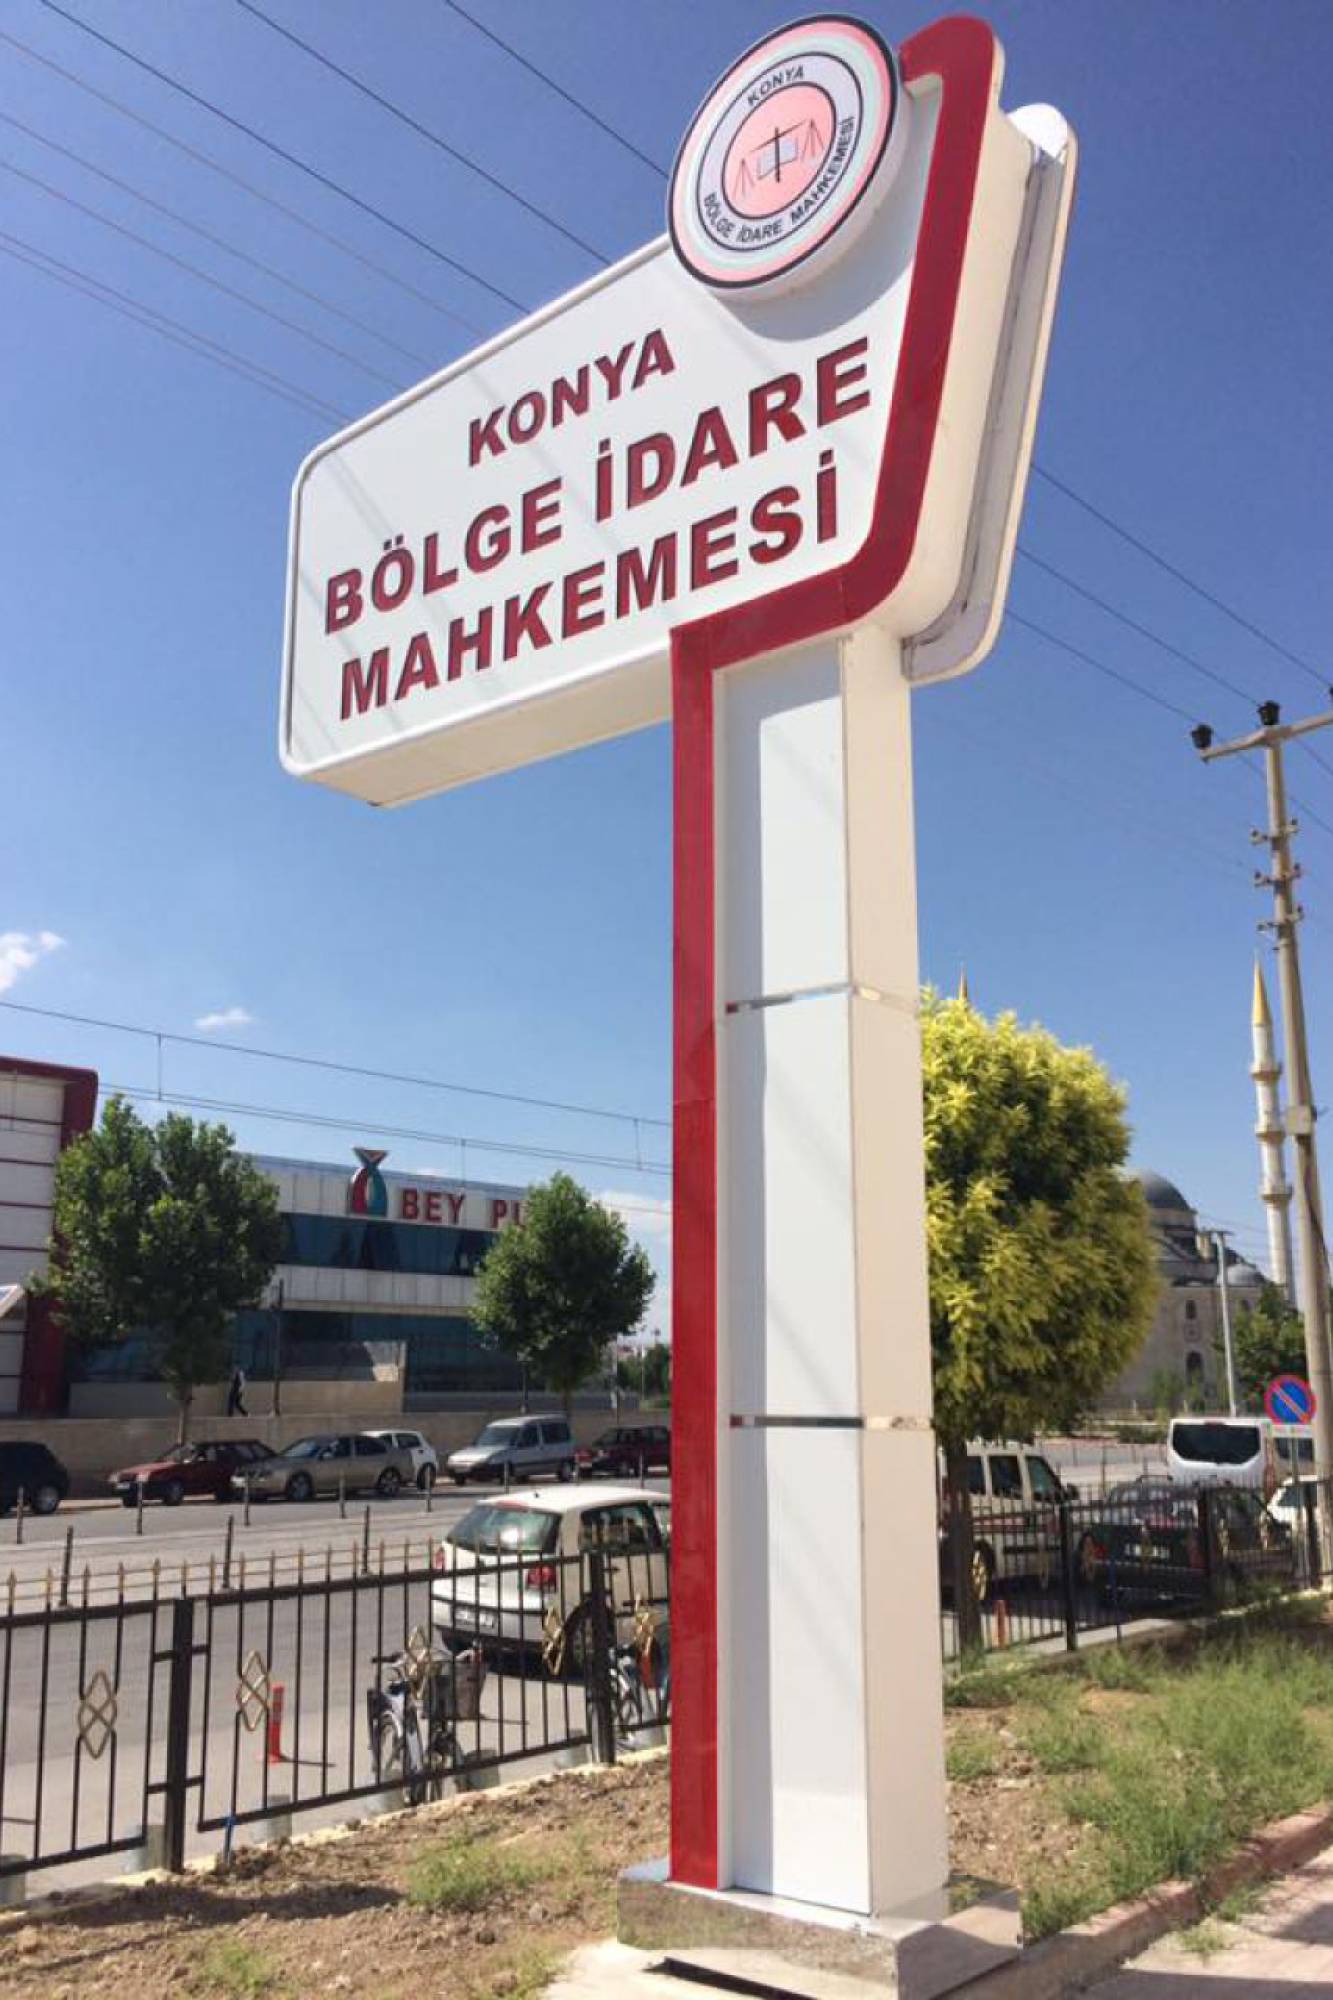 KONYA
BÖLGE İDARE MAHKEMESİ
KONYA
BÖLGE İDARE
MAHKEMESİ
BEY